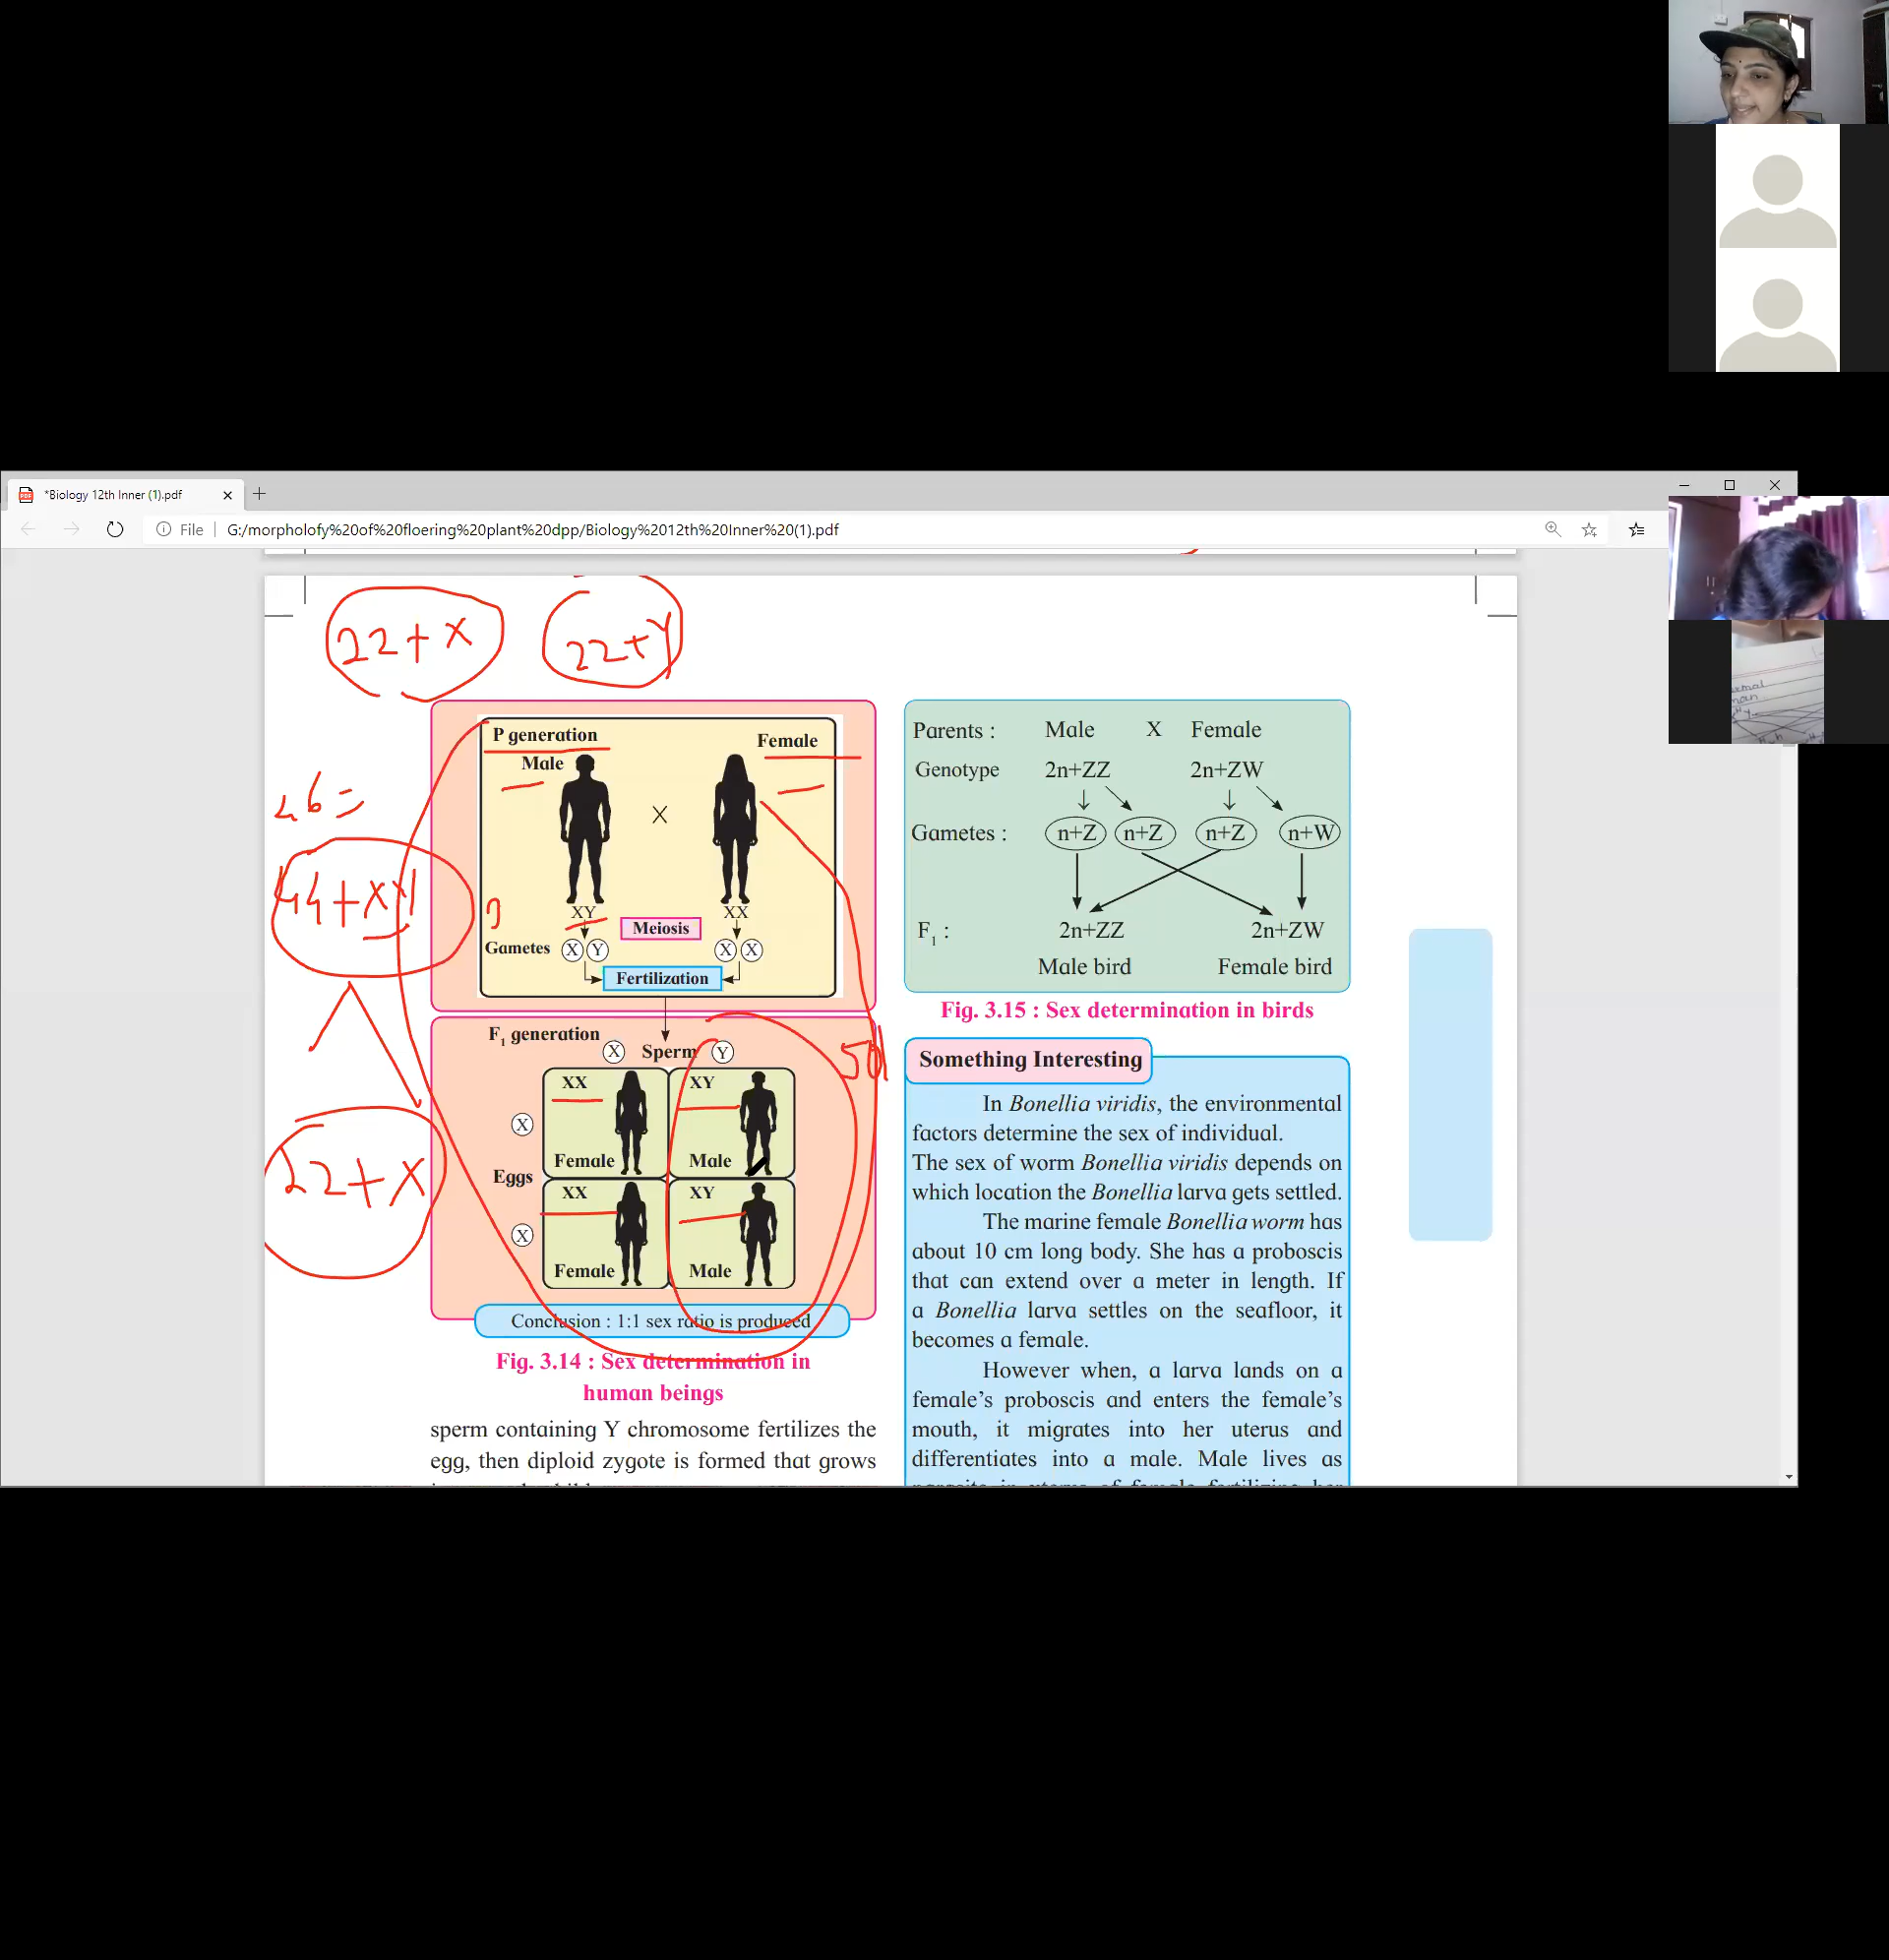 *Biology 12th Inner (1).pdf
File G:/morpholofy%20of%20floering%20plant%20dpp/Biology%2012th%20Inner%20(1).pdf
22+X
22+Y
P generation
Male
Female
X
XY
XX
Meiosis
Gametes
X Y
X X
Fertilization
46=
44+XY
22+X
F1 generation
X Sperm Y
XX
XY
X
Female
Male
Eggs
XX
XY
X
Female
Male
Conclusion : 1:1 sex ratio is produced
Fig. 3.14 : Sex determination in
human beings
sperm containing Y chromosome fertilizes the
egg, then diploid zygote is formed that grows
Parents : Male X Female
Genotype 2n+ZZ 2n+ZW
Gametes : n+Z n+Z n+Z n+W
F1 : 2n+ZZ 2n+ZW
Male bird Female bird
Fig. 3.15 : Sex determination in birds
Something Interesting
In Bonellia viridis, the environmental
factors determine the sex of individual.
The sex of worm Bonellia viridis depends on
which location the Bonellia larva gets settled.
The marine female Bonellia worm has
about 10 cm long body. She has a proboscis
that can extend over a meter in length. If
a Bonellia larva settles on the seafloor, it
becomes a female.
However when, a larva lands on a
female’s proboscis and enters the female’s
mouth, it migrates into her uterus and
differentiates into a male. Male lives as